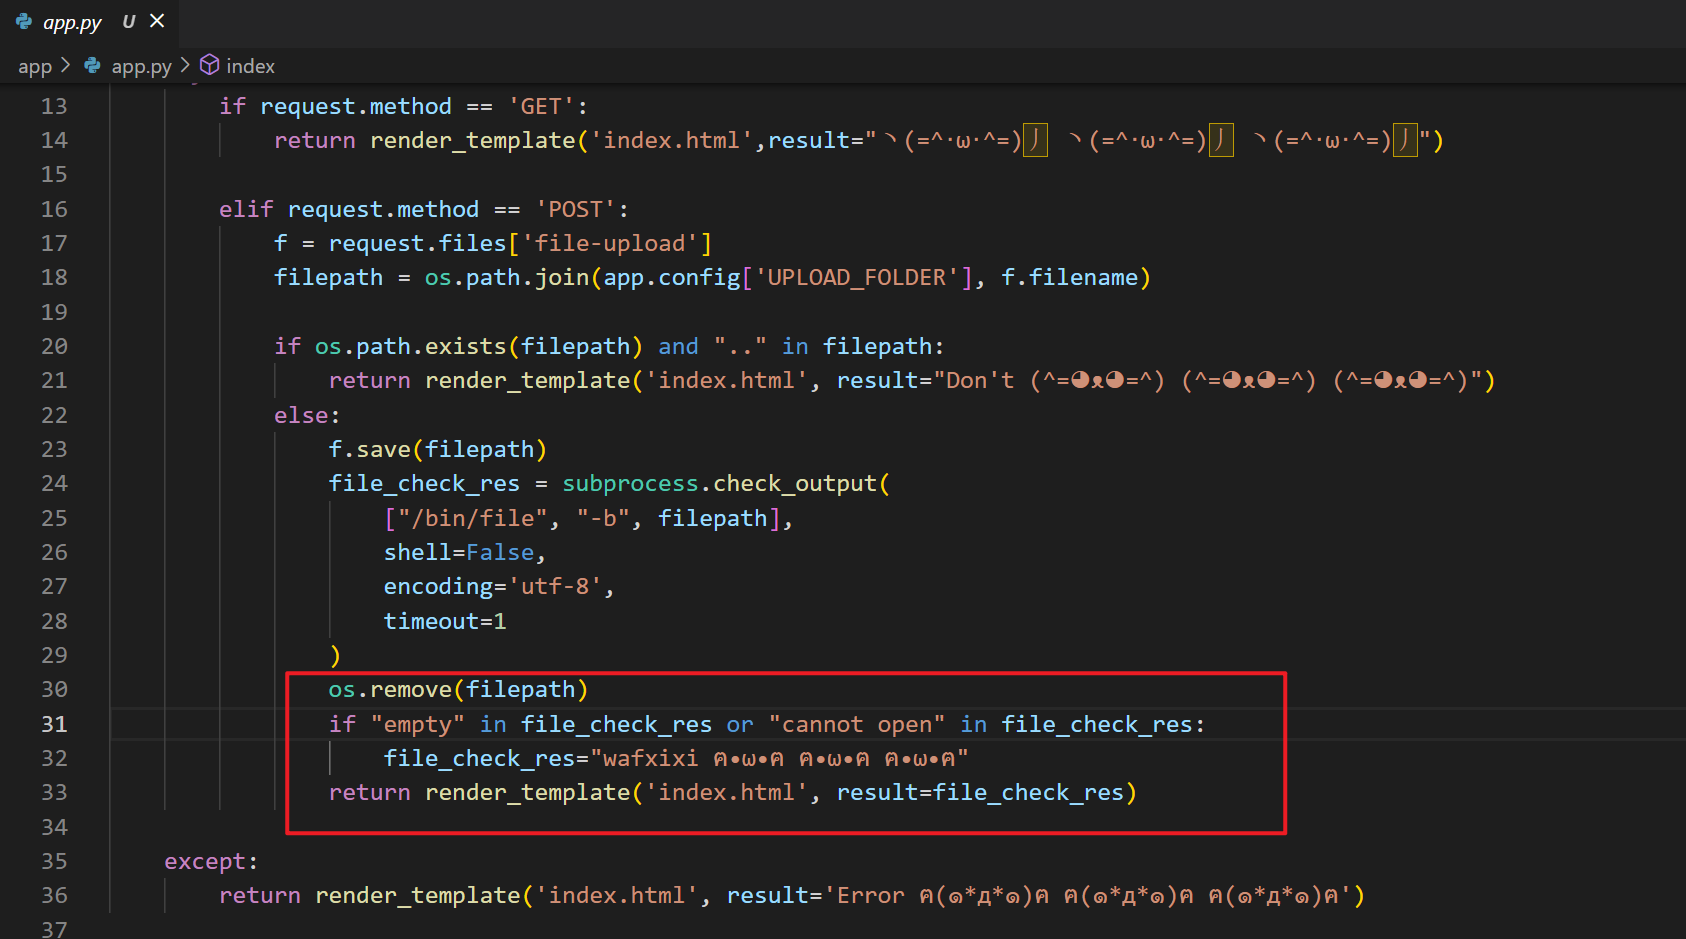 app.py U ×
app > app.py > index
13 if request.method == 'GET':
14 return render_template('index.html',result="ヽ(=^･ω･^=)丿 ヽ(=^･ω･^=)丿 ヽ(=^･ω･^=)丿")
15
16 elif request.method == 'POST':
17 f = request.files['file-upload']
18 filepath = os.path.join(app.config['UPLOAD_FOLDER'], f.filename)
19
20 if os.path.exists(filepath) and ".." in filepath:
21 return render_template('index.html', result="Don't (^=◕ᴥ◕=^) (^=◕ᴥ◕=^) (^=◕ᴥ◕=^)")
22 else:
23 f.save(filepath)
24 file_check_res = subprocess.check_output(
25 ["/bin/file", "-b", filepath],
26 shell=False,
27 encoding='utf-8',
28 timeout=1
29 )
30 os.remove(filepath)
31 if "empty" in file_check_res or "cannot open" in file_check_res:
32 file_check_res="wafxixi ฅ•ω•ฅ ฅ•ω•ฅ ฅ•ω•ฅ"
33 return render_template('index.html', result=file_check_res)
34
35 except:
36 return render_template('index.html', result='Error ฅ(๑*д*๑)ฅ ฅ(๑*д*๑)ฅ ฅ(๑*д*๑)ฅ')
37